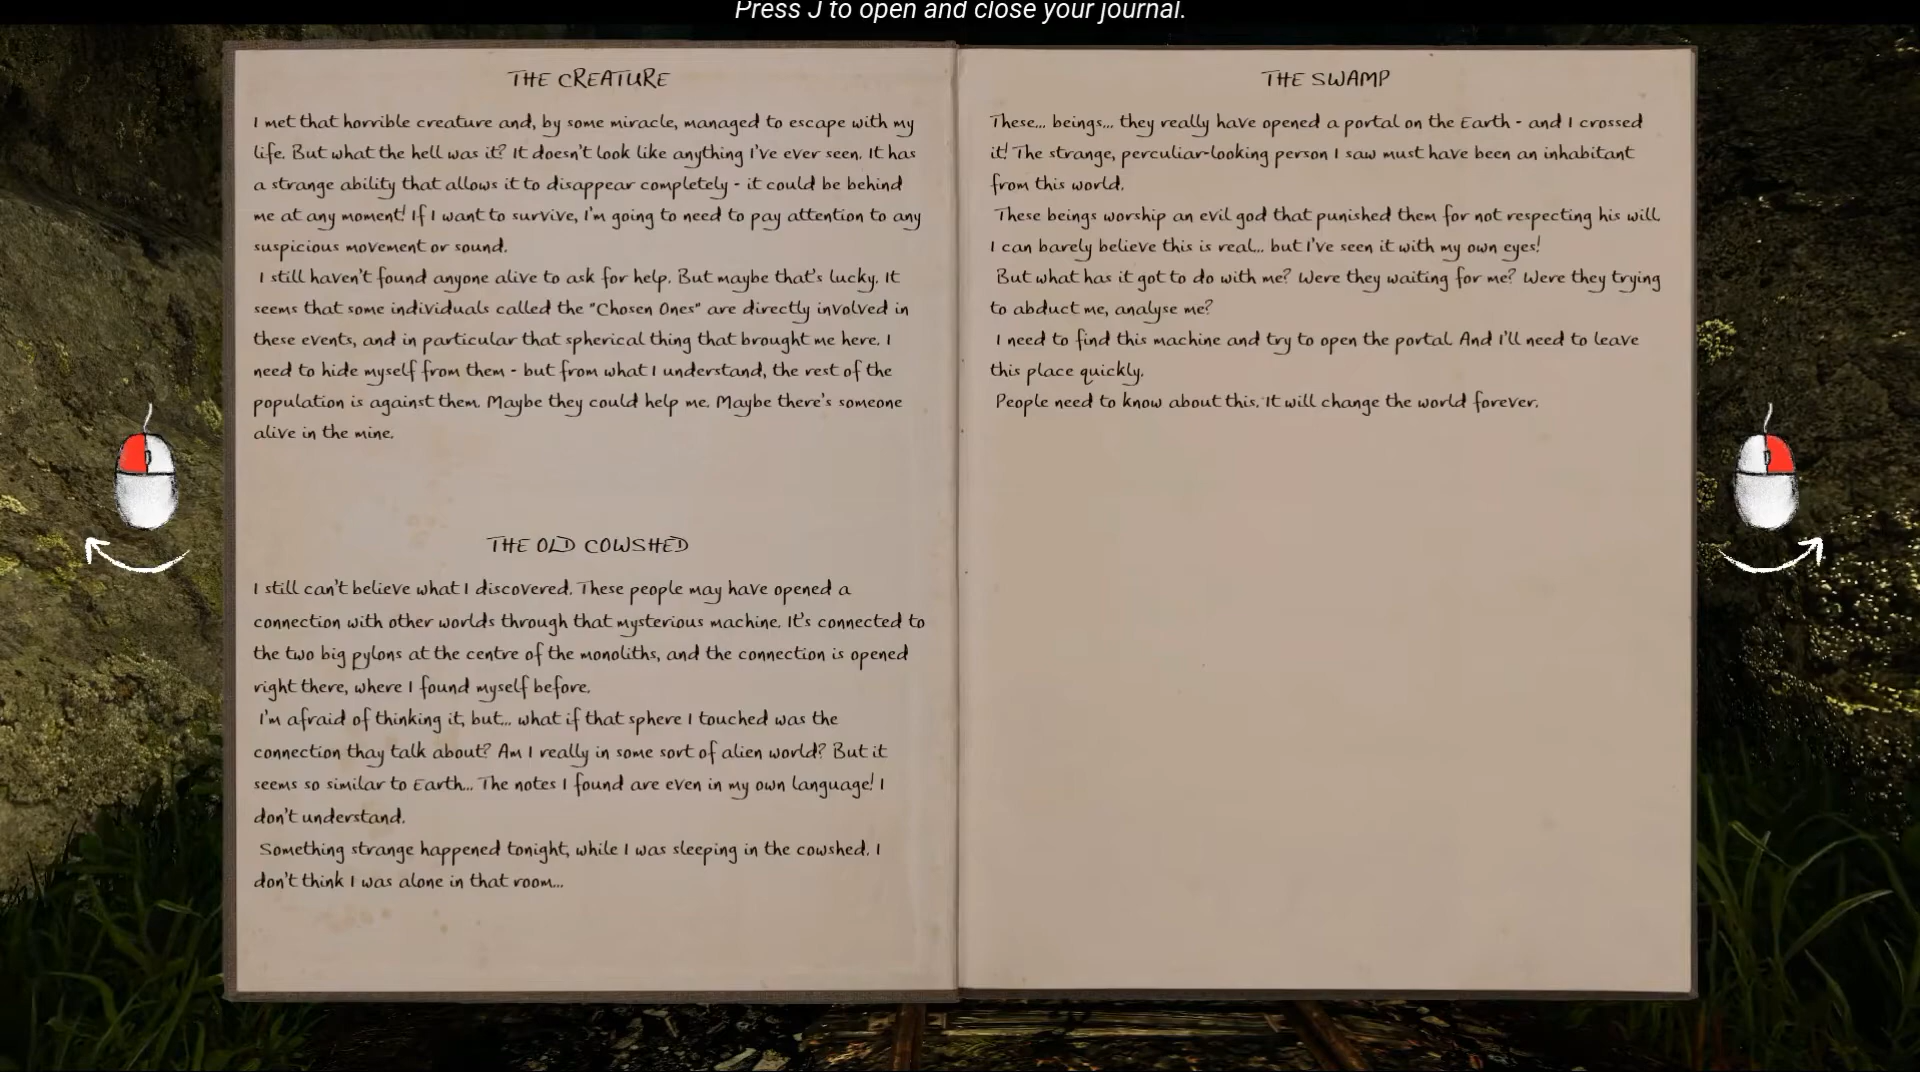 Press J to open and close your journal.
THE CREATURE
I met that horrible creature and, by some miracle, managed to escape with my
life. But what the hell was it? It doesn't look like anything I've ever seen. It has
a strange ability that allows it to disappear completely - it could be behind
me at any moment! If I want to survive, I'm going to need to pay attention to any
suspicious movement or sound.
I still haven't found anyone alive to ask for help. But maybe that's lucky. It
seems that some individuals called the "Chosen Ones" are directly involved in
these events, and in particular that spherical thing that brought me here. I
need to hide myself from them - but from what I understand, the rest of the
population is against them. Maybe they could help me. Maybe there's someone
alive in the mine.
THE OLD COWSHED
I still can't believe what I discovered. These people may have opened a
connection with other worlds through that mysterious machine. It's connected to
the two big pylons at the centre of the monoliths, and the connection is opened
right there, where I found myself before.
I'm afraid of thinking it, but... what if that sphere I touched was the
connection thay talk about? Am I really in some sort of alien world? But it
seems so similar to Earth... The notes I found are even in my own language! I
don't understand.
Something strange happened tonight, while I was sleeping in the cowshed. I
don't think I was alone in that room...
THE SWAMP
These... beings... they really have opened a portal on the Earth - and I crossed
it! The strange, perculiar-looking person I saw must have been an inhabitant
from this world.
These beings worship an evil god that punished them for not respecting his will.
I can barely believe this is real... but I've seen it with my own eyes!
But what has it got to do with me? Were they waiting for me? Were they trying
to abduct me, analyse me?
I need to find this machine and try to open the portal. And I'll need to leave
this place quickly.
People need to know about this. It will change the world forever.